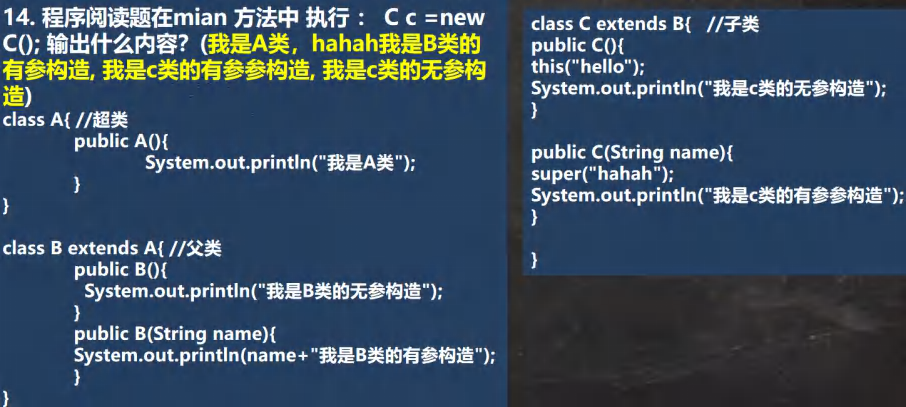 14. 程序阅读题在mian 方法中 执行 ： C c =new
C(); 输出什么内容? (我是A类，hahah我是B类的
有参构造, 我是c类的有参参构造, 我是c类的无参构
造)
class A{ //超类
public A(){
System.out.println("我是A类");
}
}
class B extends A{ //父类
public B(){
System.out.println("我是B类的无参构造");
}
public B(String name){
System.out.println(name+"我是B类的有参构造");
}
}
class C extends B{ //子类
public C(){
this("hello");
System.out.println("我是c类的无参构造");
}
public C(String name){
super("hahah");
System.out.println("我是c类的有参参构造");
}
}